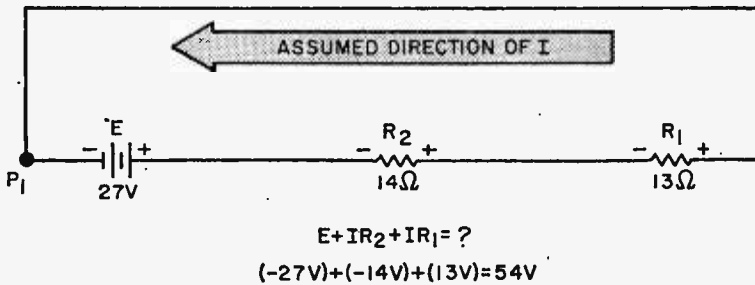 ASSUMED DIRECTION OF I
E
R2
R1
- +
- +
- +
P1
27V
14Ω
13Ω
E+IR2+IR1=?
(-27V)+(-14V)+(13V)=54V